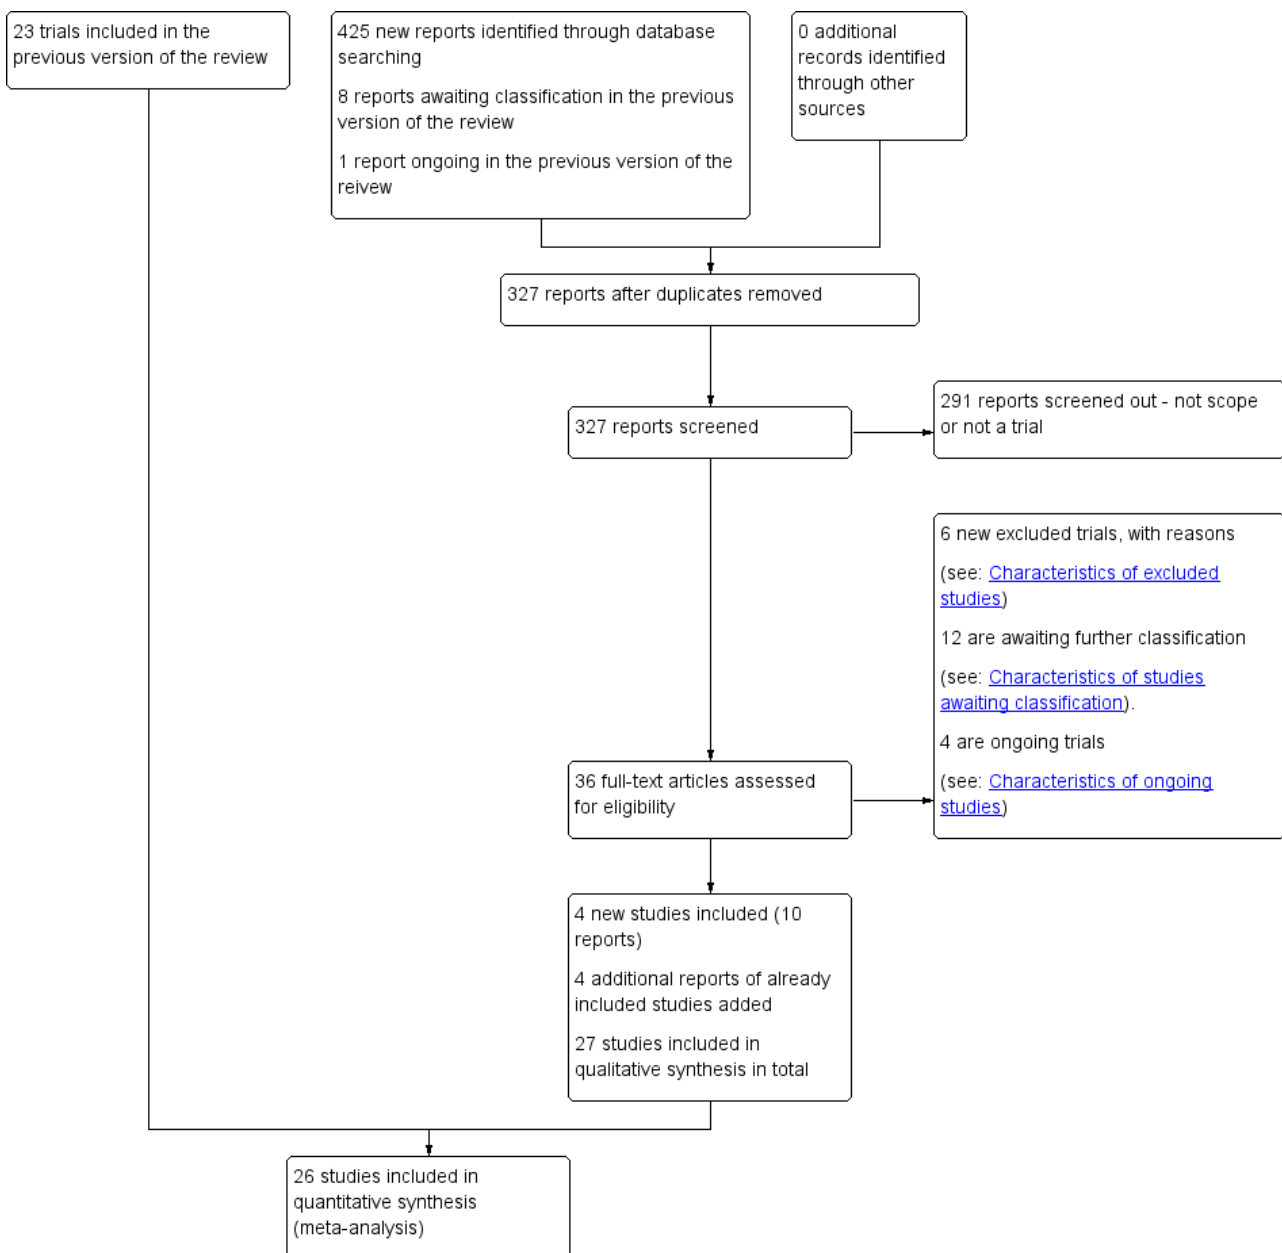 23 trials included in the
previous version of the review
425 new reports identified through database
searching
8 reports awaiting classification in the previous
version of the review
1 report ongoing in the previous version of the
reivew
0 additional
records identified
through other
sources
327 reports after duplicates removed
327 reports screened
291 reports screened out - not scope
or not a trial
36 full-text articles assessed
for eligibility
6 new excluded trials, with reasons
(see: Characteristics of excluded
studies)
12 are awaiting further classification
(see: Characteristics of studies
awaiting classification).
4 are ongoing trials
(see: Characteristics of ongoing
studies)
4 new studies included (10
reports)
4 additional reports of already
included studies added
27 studies included in
qualitative synthesis in total
26 studies included in
quantitative synthesis
(meta-analysis)